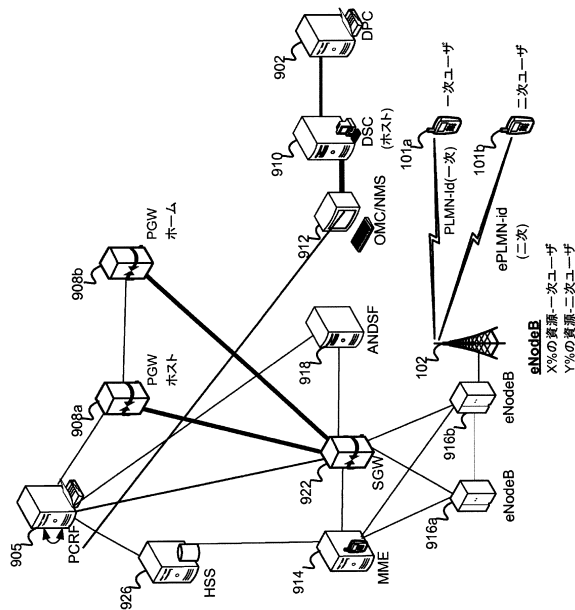 902
DPC
910
DSC
(ホスト)
912
OMC/NMS
908b
PGW
ホーム
908a
PGW
ホスト
918
ANDSF
905
PCRF
922
SGW
926
HSS
914
MME
916a
eNodeB
916b
eNodeB
102
101a
一次ユーザ
PLMN-Id(一次)
101b
二次ユーザ
ePLMN-id
(二次)
eNodeB
X%の資源-一次ユーザ
Y%の資源-二次ユーザ